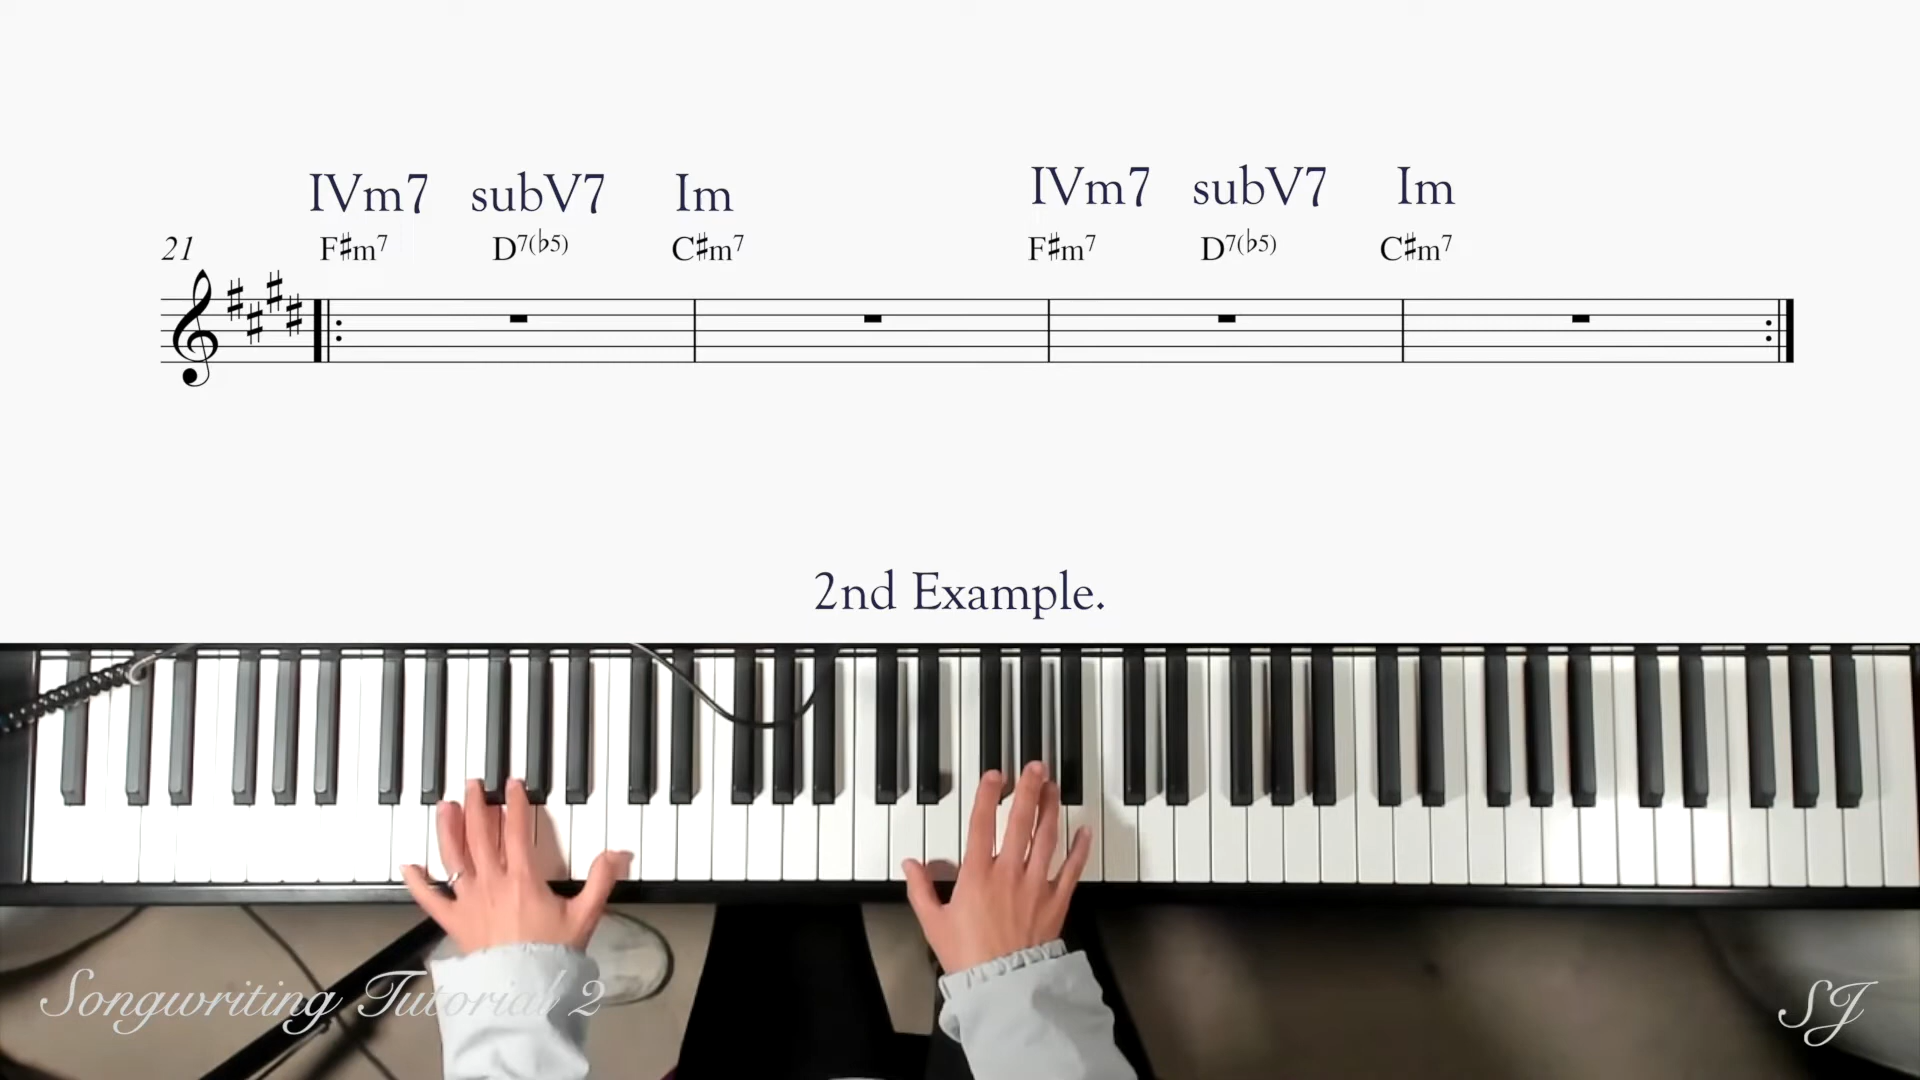 IVm7 subV7 Im IVm7 subV7 Im
21 F♯m7 D7(♭5) C♯m7 F♯m7 D7(♭5) C♯m7
2nd Example.
Songwriting Tutorial 2
SJ